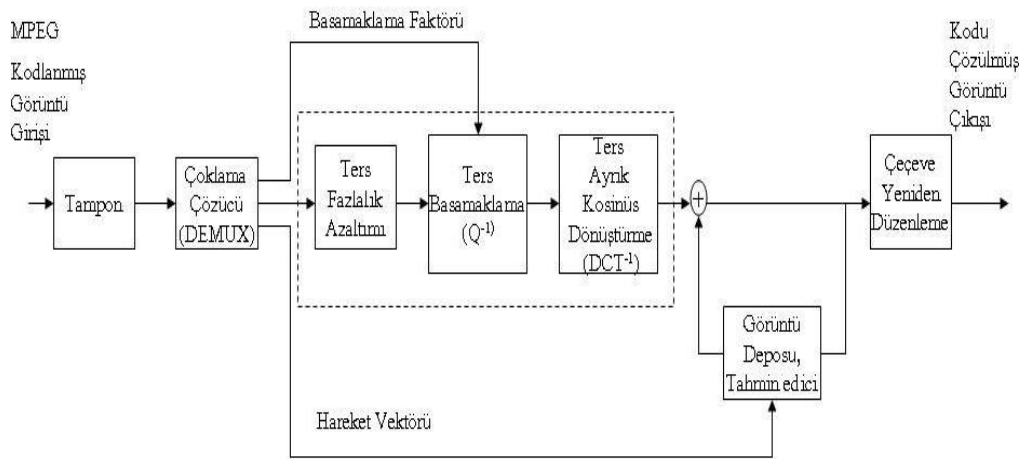 MPEG
Kodlanmış
Görüntü
Girişi
Basamaklama Faktörü
Kodu
Çözülmüş
Görüntü
Çıkışı
Tampon
Çoklama
Çözücü
(DEMUX)
Ters
Fazlalık
Azaltımı
Ters
Basamaklama
(Q⁻¹)
Ters
Ayrık
Kosinüs
Dönüştürme
(DCT⁻¹)
+
Çeçeve
Yeniden
Düzenleme
Görüntü
Deposu,
Tahmin edici
Hareket Vektörü